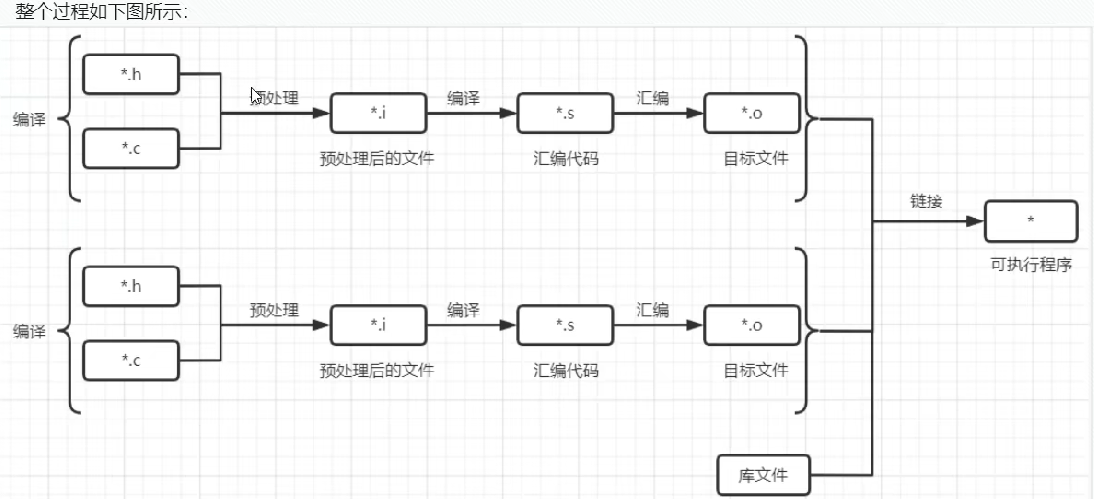 整个过程如下图所示：
编译
*.h
*.c
预处理
*.i
预处理后的文件
编译
*.s
汇编代码
汇编
*.o
目标文件
链接
*
可执行程序
编译
*.h
*.c
预处理
*.i
预处理后的文件
编译
*.s
汇编代码
汇编
*.o
目标文件
库文件